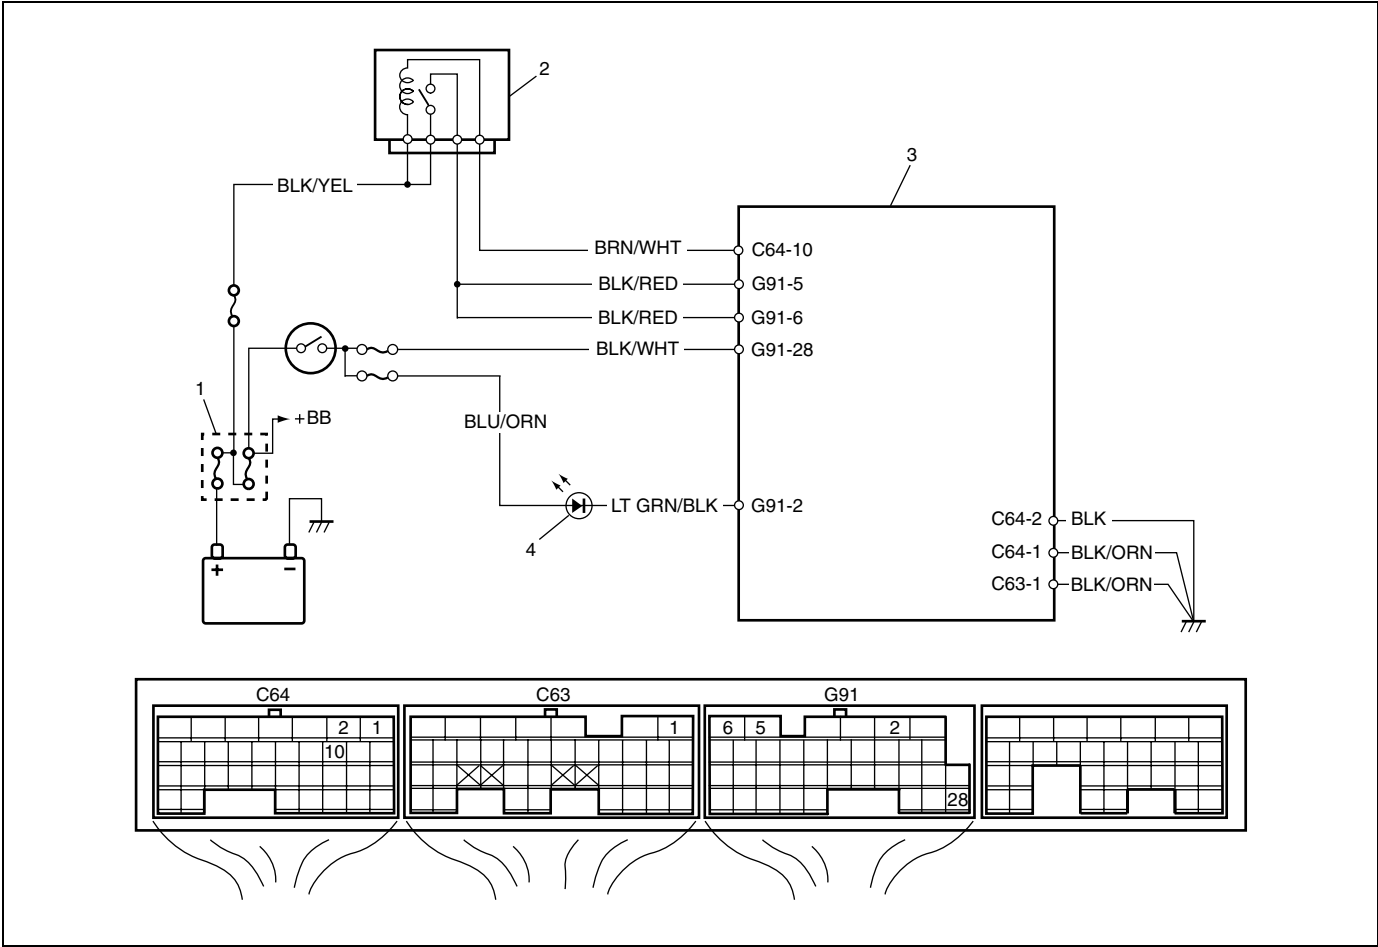 2
3
BLK/YEL
BRN/WHT C64-10
BLK/RED G91-5
BLK/RED G91-6
BLK/WHT G91-28
1
+BB
BLU/ORN
LT GRN/BLK G91-2
4
C64-2 BLK
C64-1 BLK/ORN
C63-1 BLK/ORN
+ −
C64 C63 G91
2 1 1 6 5 2
10
28